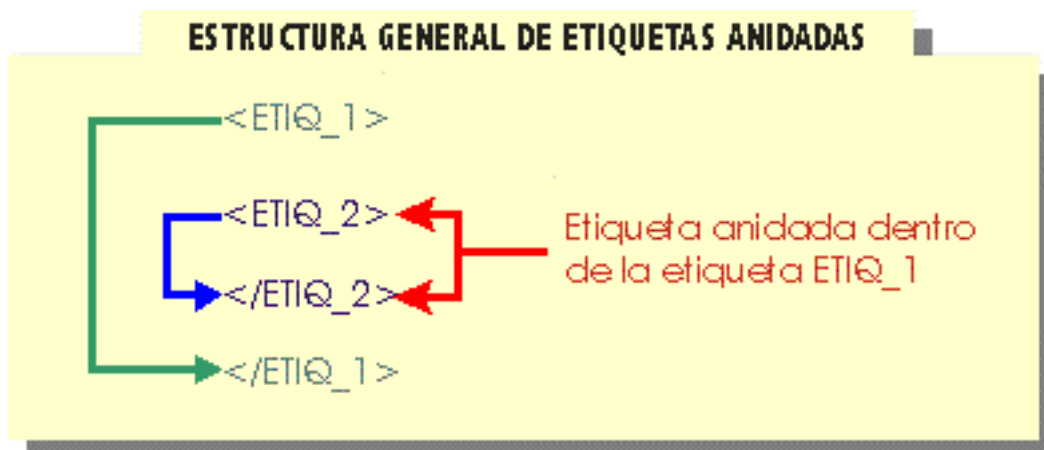 ESTRUCTURA GENERAL DE ETIQUETAS ANIDADAS
<ETIQ_1>
<ETIQ_2>
Etiqueta anidada dentro
de la etiqueta ETIQ_1
</ETIQ_2>
</ETIQ_1>